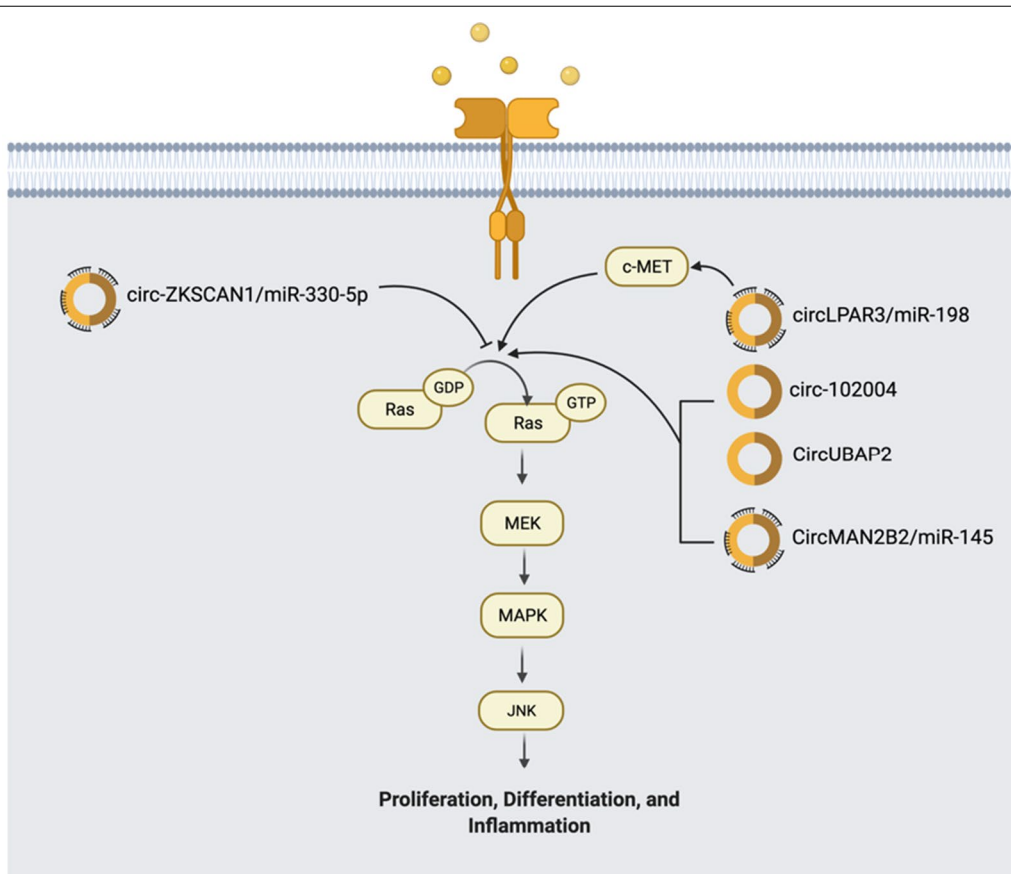 c-MET
circ-ZKSCAN1/miR-330-5p
circLPAR3/miR-198
GDP
Ras
circ-102004
GTP
Ras
CircUBAP2
MEK
CircMAN2B2/miR-145
MAPK
JNK
Proliferation, Differentiation, and
Inflammation